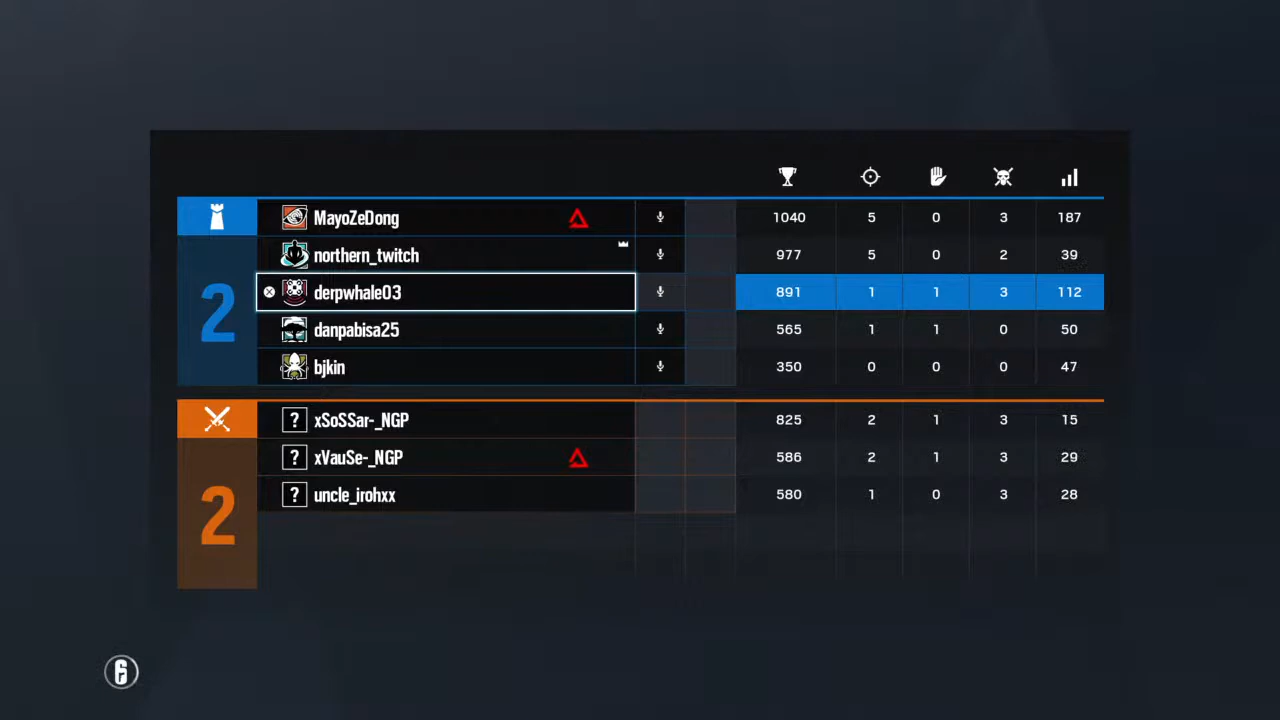 MayoZeDong 1040 5 0 3 187
northern_twitch 977 5 0 2 39
2 derpwhale03 891 1 1 3 112
danpabisa25 565 1 1 0 50
bjkin 350 0 0 0 47
? xSoSSar-_NGP 825 2 1 3 15
? xVauSe-_NGP 586 2 1 3 29
? uncle_irohxx 580 1 0 3 28
2
6